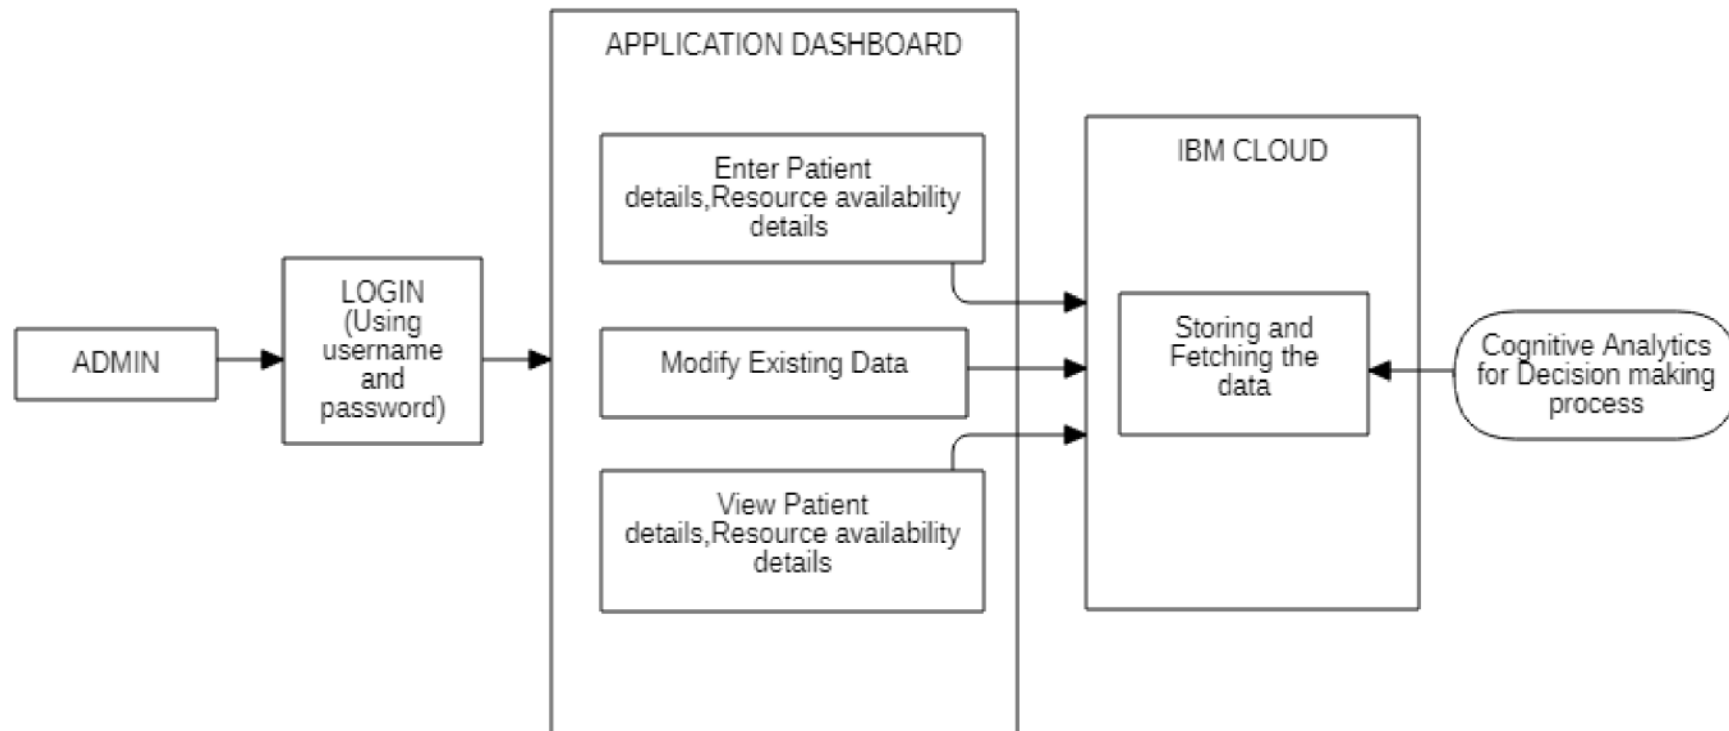 APPLICATION DASHBOARD
Enter Patient
details,Resource availability
details
IBM CLOUD
LOGIN
(Using
username
and
password)
ADMIN
Modify Existing Data
Storing and
Fetching the
data
Cognitive Analytics
for Decision making
process
View Patient
details,Resource availability
details